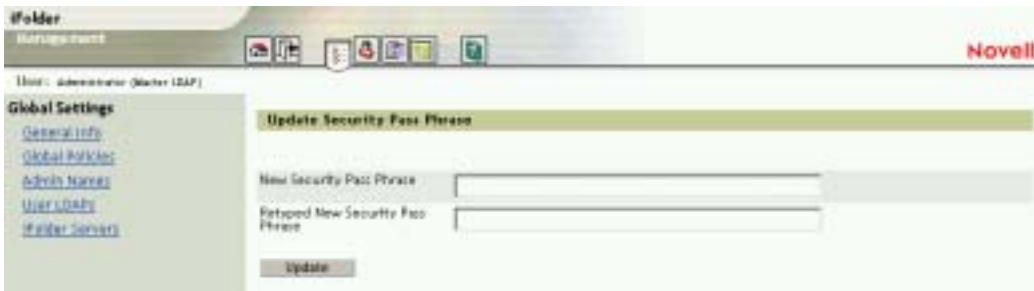 iFolder
Management
Novell
User: Administrator (Master LDAP)
Global Settings
General Info
Global Policies
Admin Names
User LDAPs
iFolder Servers
Update Security Pass Phrase
New Security Pass Phrase
Retyped New Security Pass
Phrase
Update